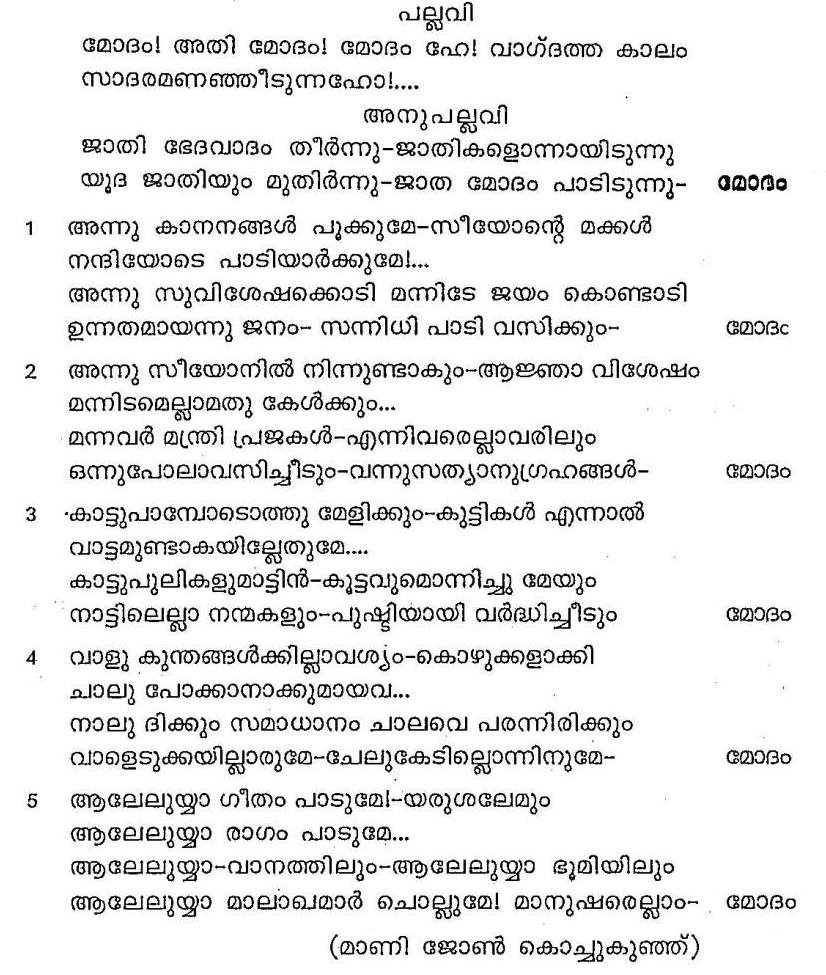 പല്ലവി
മോദം! അതി മോദം! മോദം ഹേ! വാഗ്ദത്ത കാലം
സാദരമണഞ്ഞീടുന്നഹോ!....
അനുപല്ലവി
ജാതി ഭേദവാദം തീർന്നു-ജാതികളൊന്നായിടുന്നു
യൂദ ജാതിയും മുതിർന്നു-ജാത മോദം പാടിടുന്നു- മോദം
1 അന്നു കാനനങ്ങൾ പൂക്കുമേ-സീയോന്റെ മക്കൾ
നന്ദിയോടെ പാടിയാർക്കുമേ!...
അന്നു സുവിശേഷക്കൊടി മന്നിടേ ജയം കൊണ്ടാടി
ഉന്നതമായന്നു ജനം- സന്നിധി പാടി വസിക്കും- മോദം
2 അന്നു സീയോനിൽ നിന്നുണ്ടാകും-ആജ്ഞാ വിശേഷം
മന്നിടമെല്ലാമതു കേൾക്കും...
മന്നവർ മന്ത്രി പ്രജകൾ-എന്നിവരെല്ലാവരിലും
ഒന്നുപോലാവസിച്ചീടും-വന്നുസത്യാനുഗ്രഹങ്ങൾ- മോദം
3 കാട്ടുപാമ്പോടൊത്തു മേളിക്കും-കുട്ടികൾ എന്നാൽ
വാട്ടമുണ്ടാകയില്ലേതുമേ....
കാട്ടുപുലികളുമാട്ടിൻ-കൂട്ടവുമൊന്നിച്ചു മേയും
നാട്ടിലെല്ലാ നന്മകളും-പുഷ്ടിയായി വർദ്ധിച്ചീടും മോദം
4 വാളു കുന്തങ്ങൾക്കില്ലാവശ്യം-കൊഴുക്കളാക്കി
ചാലു പോക്കാനാക്കുമായവ...
നാലു ദിക്കും സമാധാനം ചാലവെ പരന്നിരിക്കും
വാളെടുക്കയില്ലാരുമേ-ചേലുകേടില്ലൊന്നിനുമേ- മോദം
5 ആലേലുയ്യാ ഗീതം പാടുമേ!-യരുശലേമും
ആലേലുയ്യാ രാഗം പാടുമേ...
ആലേലുയ്യാ-വാനത്തിലും-ആലേലുയ്യാ ഭൂമിയിലും
ആലേലുയ്യാ മാലാഖമാർ ചൊല്ലുമേ! മാനുഷരെല്ലാം- മോദം
(മാണി ജോൺ കൊച്ചുകുഞ്ഞ്)